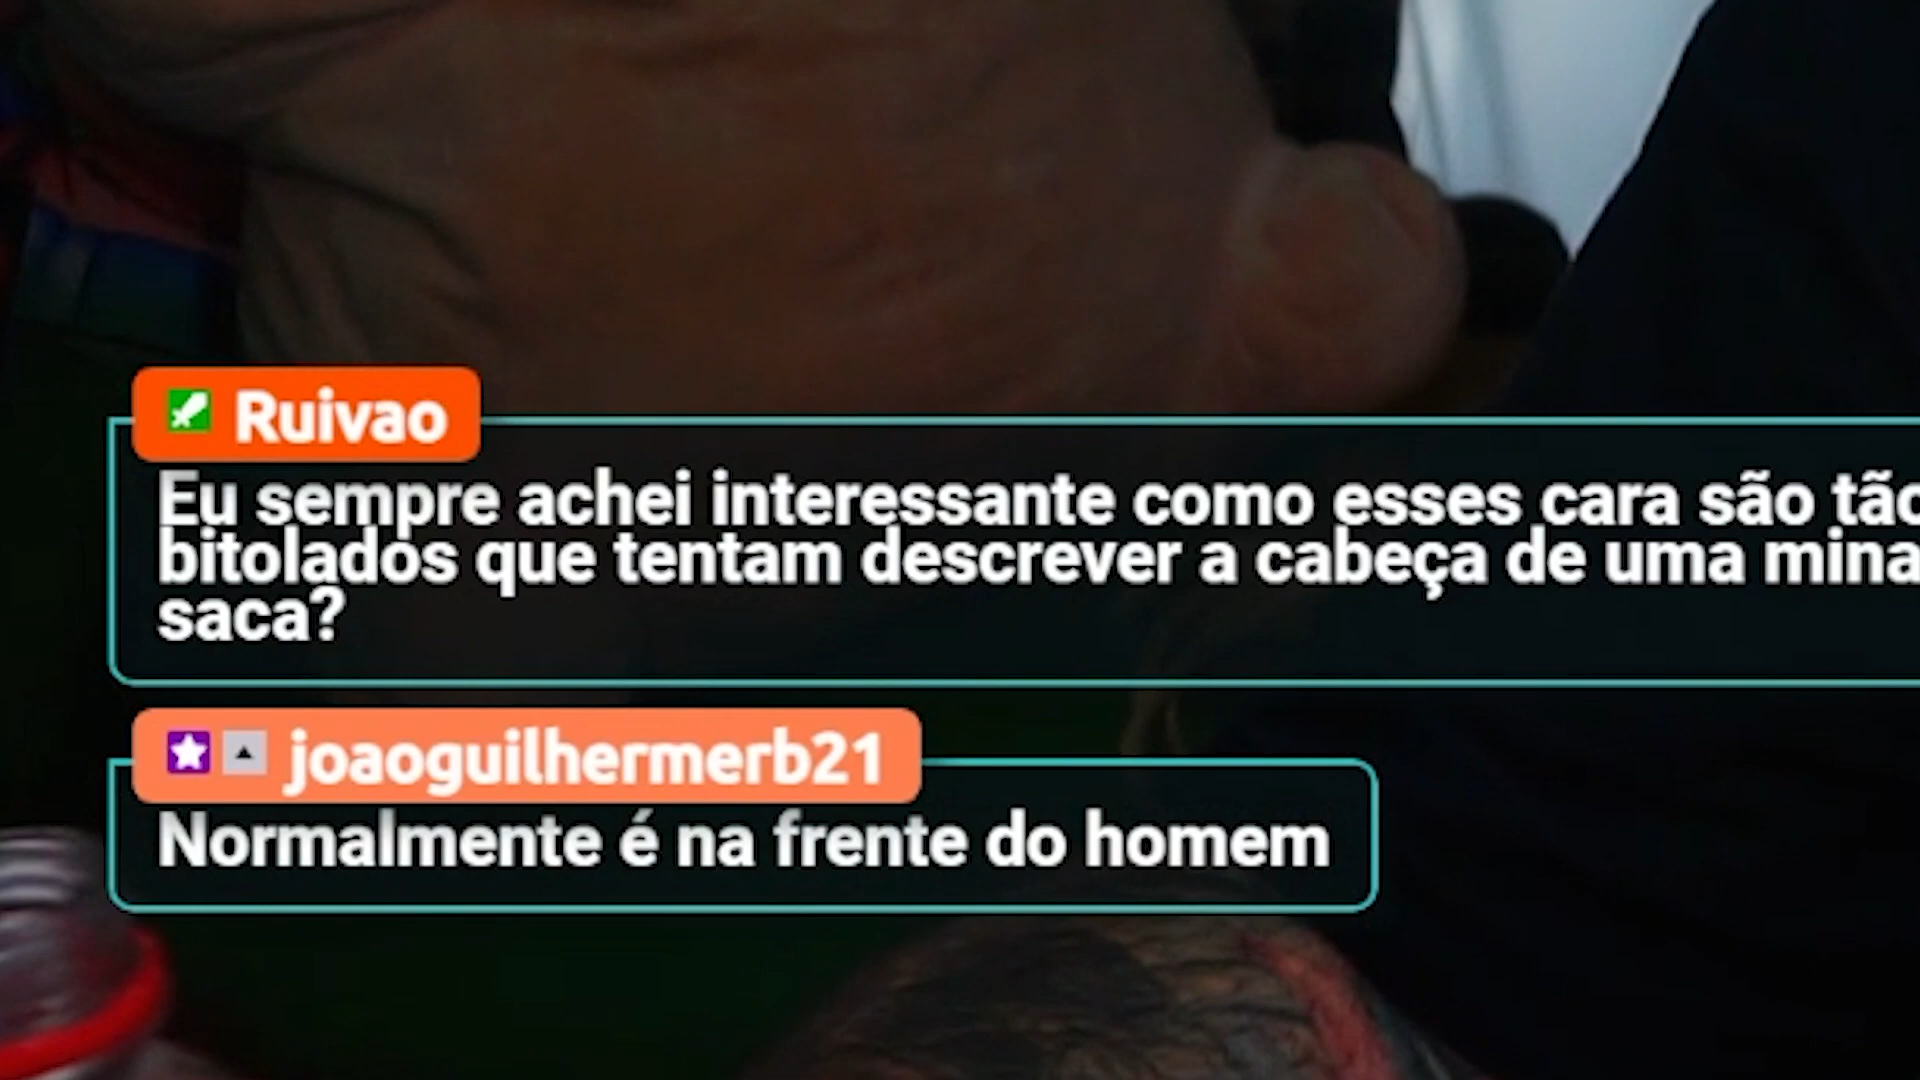 Ruivao
Eu sempre achei interessante como esses cara são tão
bitolados que tentam descrever a cabeça de uma mina
saca?
joaoguilhermerb21
Normalmente é na frente do homem